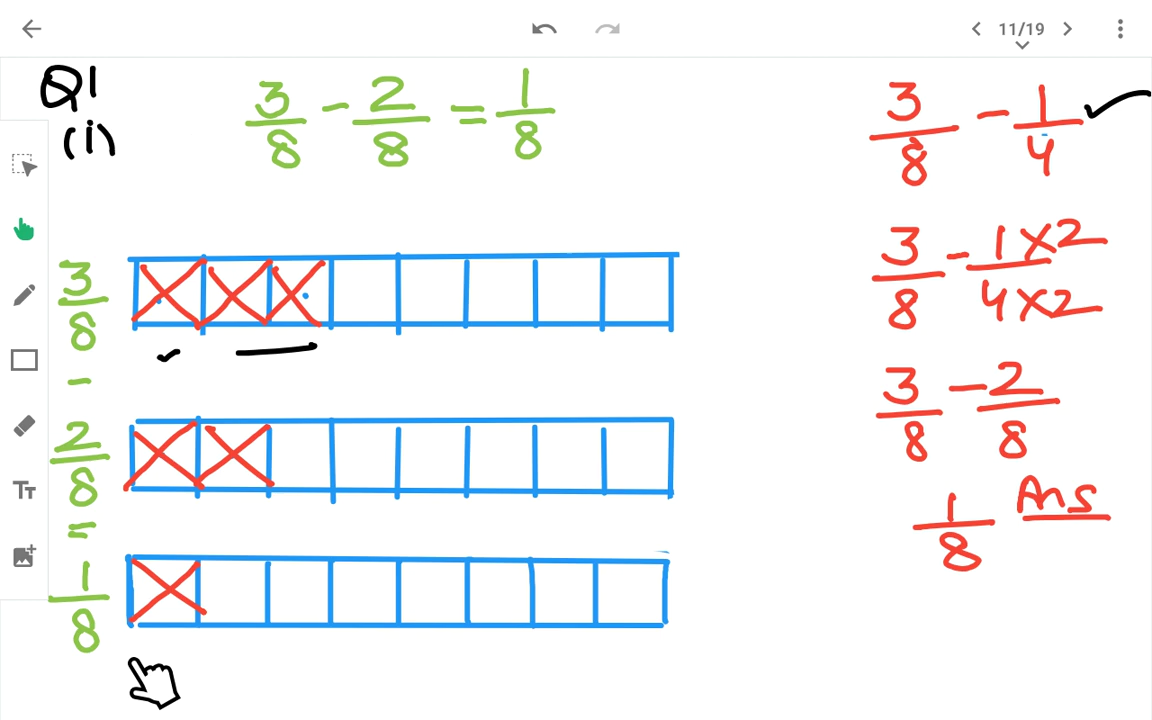 11/19
Q1
(i)
3/8 - 2/8 = 1/8
3/8
-
2/8
=
1/8
3/8 - 1/4
3/8 - 1×2/4×2
3/8 - 2/8
1/8 Ans
Tт